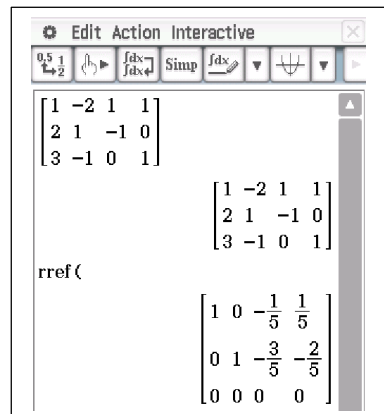 Edit Action Interactive
0.5 1 2 ∫dx ∫dx Simp ∫dx
[1 -2 1 1]
[2 1 -1 0]
[3 -1 0 1]
[1 -2 1 1]
[2 1 -1 0]
[3 -1 0 1]
rref(
[1 0 -1/5 1/5]
[0 1 -3/5 -2/5]
[0 0 0 0]